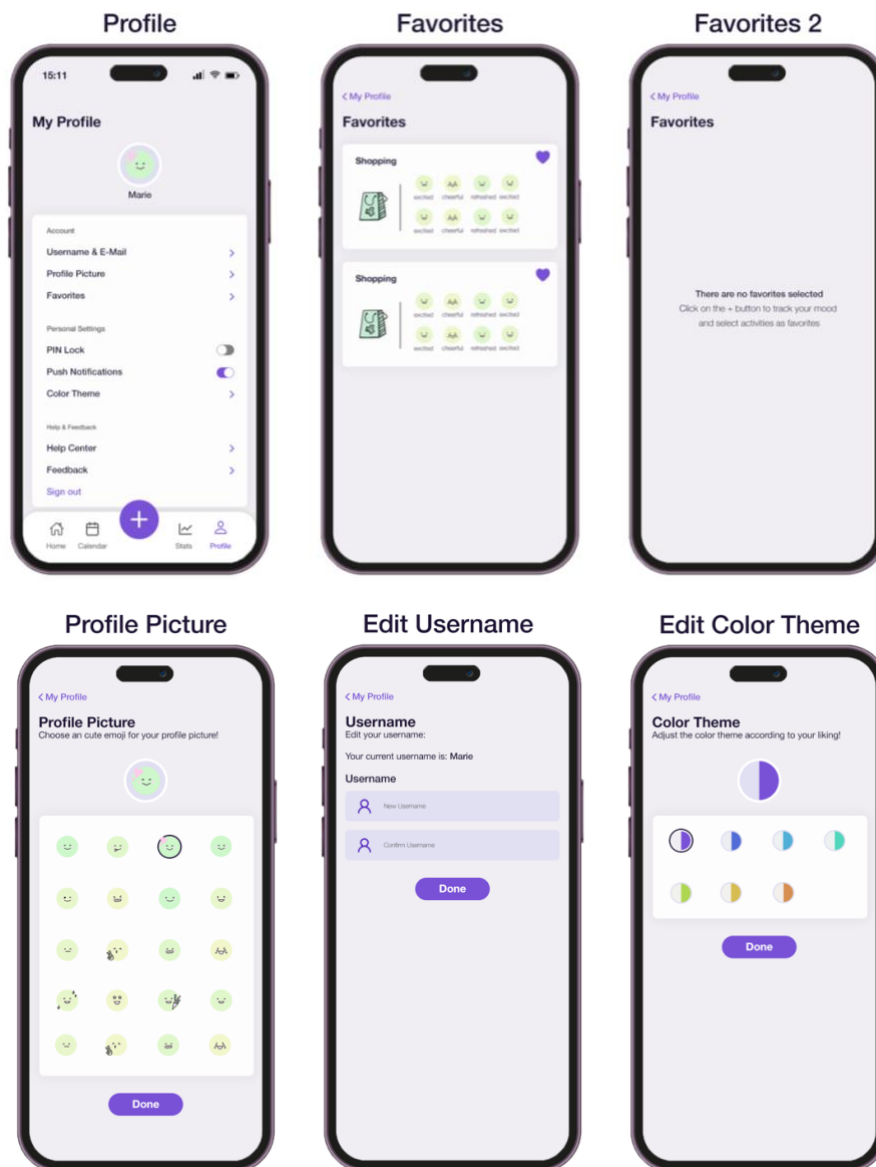 Profile
15:11
My Profile
Marie
Account
Username & E-Mail
Profile Picture
Favorites
Personal Settings
PIN Lock
Push Notifications
Color Theme
Help & Feedback
Help Center
Feedback
Sign out
+
Home Calendar Stats Profile
Favorites
< My Profile
Favorites
Shopping
excited cheerful refreshed excited
excited cheerful refreshed excited
Shopping
excited cheerful refreshed excited
excited cheerful refreshed excited
Favorites 2
< My Profile
Favorites
There are no favorites selected
Click on the + button to track your mood
and select activities as favorites
Profile Picture
< My Profile
Profile Picture
Choose an cute emoji for your profile picture!
Done
Edit Username
< My Profile
Username
Edit your username:
Your current username is: Marie
Username
New Username
Confirm Username
Done
Edit Color Theme
< My Profile
Color Theme
Adjust the color theme according to your liking!
Done